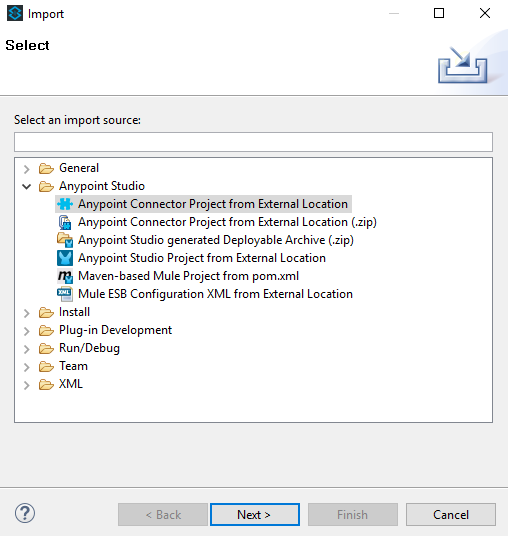 Import
Select
Select an import source:
General
Anypoint Studio
Anypoint Connector Project from External Location
Anypoint Connector Project from External Location (.zip)
Anypoint Studio generated Deployable Archive (.zip)
Anypoint Studio Project from External Location
m Maven-based Mule Project from pom.xml
XML Mule ESB Configuration XML from External Location
Install
Plug-in Development
Run/Debug
Team
XML
? < Back Next > Finish Cancel